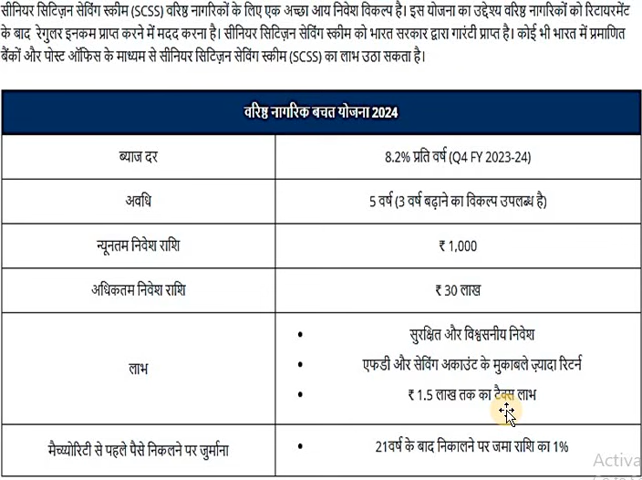 सीनियर सिटिज़न सेविंग स्कीम (SCSS) वरिष्ठ नागरिकों के लिए एक अच्छा आय निवेश विकल्प है। इस योजना का उद्देश्य वरिष्ठ नागरिकों को रिटायरमेंट
के बाद रेगुलर इनकम प्राप्त करने में मदद करना है। सीनियर सिटिज़न सेविंग स्कीम को भारत सरकार द्वारा गारंटी प्राप्त है। कोई भी भारत में प्रमाणित
बैंकों और पोस्ट ऑफिस के माध्यम से सीनियर सिटिज़न सेविंग स्कीम (SCSS) का लाभ उठा सकता है।
वरिष्ठ नागरिक बचत योजना 2024
ब्याज दर 8.2% प्रति वर्ष (Q4 FY 2023-24)
अवधि 5 वर्ष (3 वर्ष बढ़ाने का विकल्प उपलब्ध है)
न्यूनतम निवेश राशि ₹ 1,000
अधिकतम निवेश राशि ₹ 30 लाख
लाभ
• सुरक्षित और विश्वसनीय निवेश
• एफडी और सेविंग अकाउंट के मुकाबले ज़्यादा रिटर्न
• ₹ 1.5 लाख तक का टैक्स लाभ
मैच्योरिटी से पहले पैसे निकलने पर जुर्माना • 21वर्ष के बाद निकालने पर जमा राशि का 1%
Activa